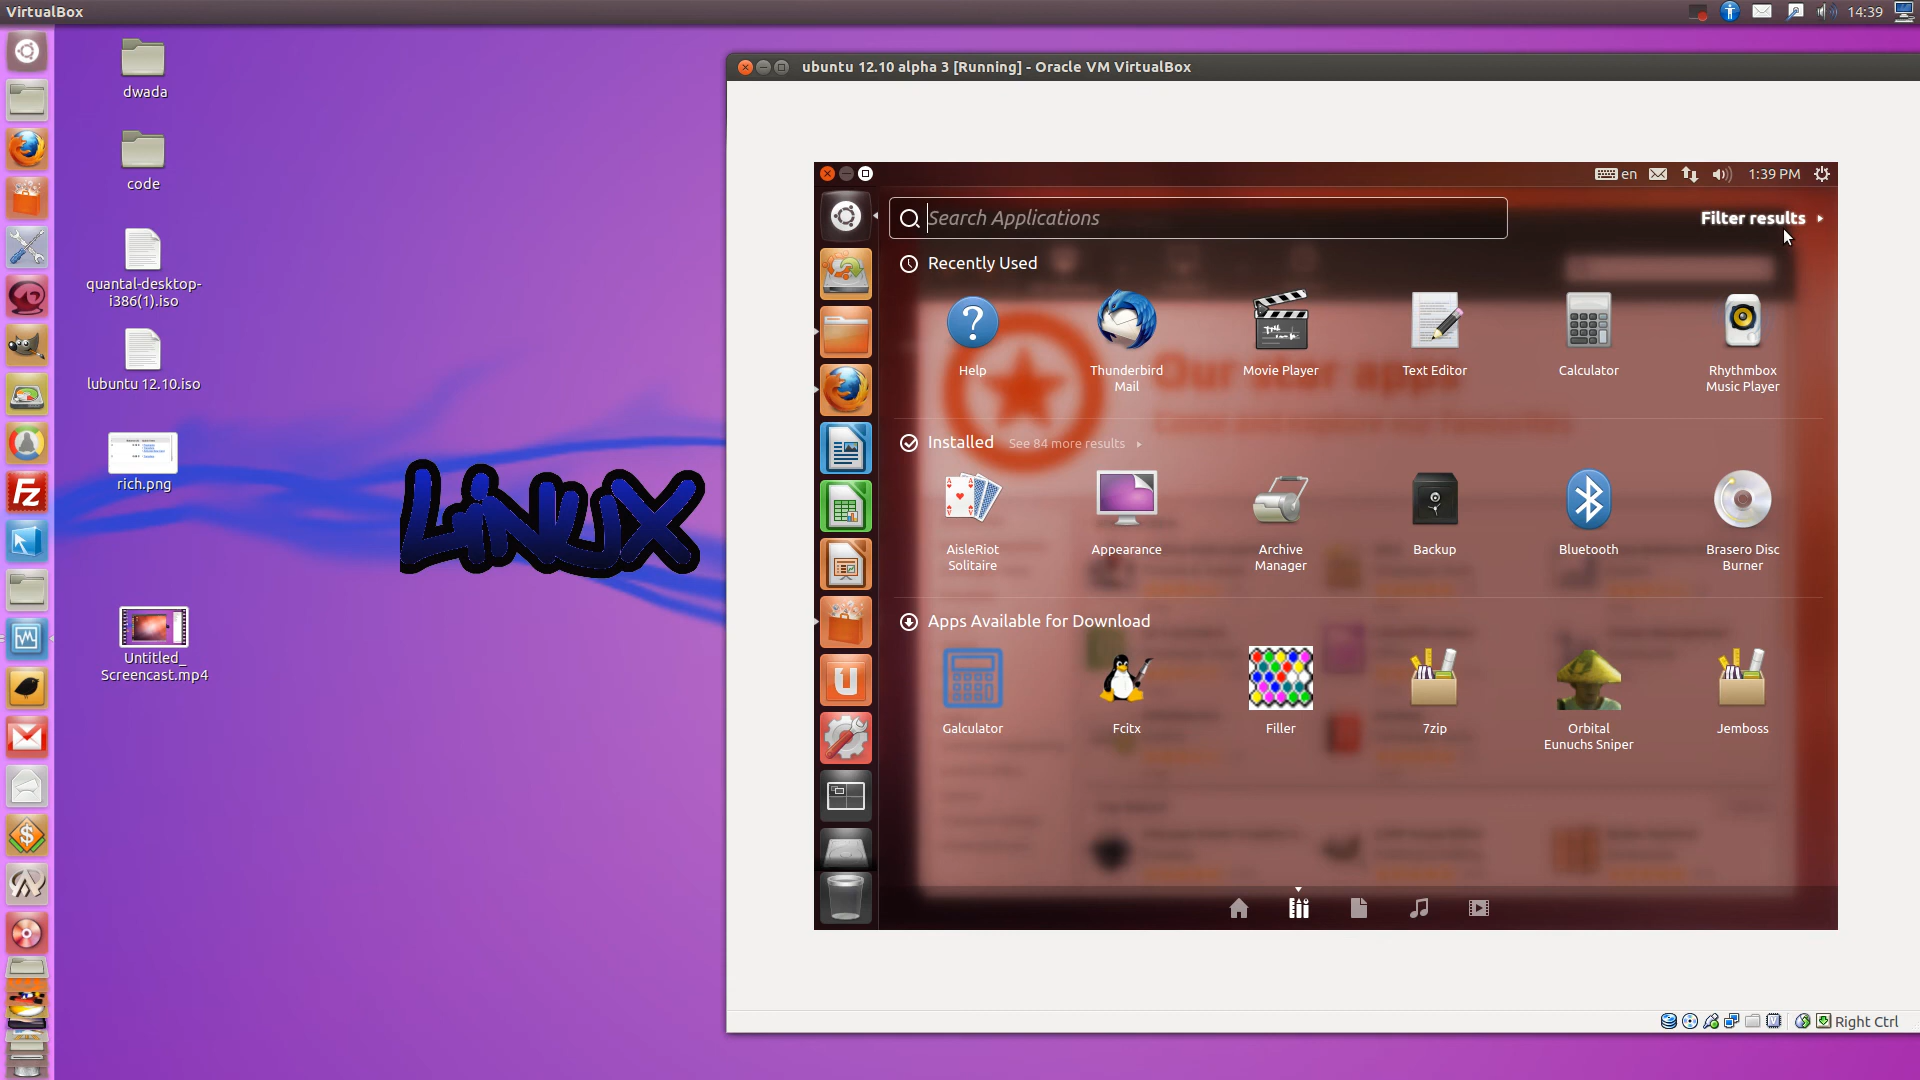 VirtualBox
14:39
dwada
code
quantal-desktop-
i386(1).iso
lubuntu 12.10.iso
rich.png
Untitled_
Screencast.mp4
LINUX
Fz
ubuntu 12.10 alpha 3 [Running] - Oracle VM VirtualBox
en
1:39 PM
Search Applications
Filter results
Recently Used
Help
Thunderbird
Mail
Movie Player
Text Editor
Calculator
Rhythmbox
Music Player
Our star apps
Installed
See 84 more results
AisleRiot
Solitaire
Appearance
Archive
Manager
Backup
Bluetooth
Brasero Disc
Burner
Apps Available for Download
Galculator
Fcitx
Filler
7zip
Orbital
Eunuchs Sniper
Jemboss
Right Ctrl